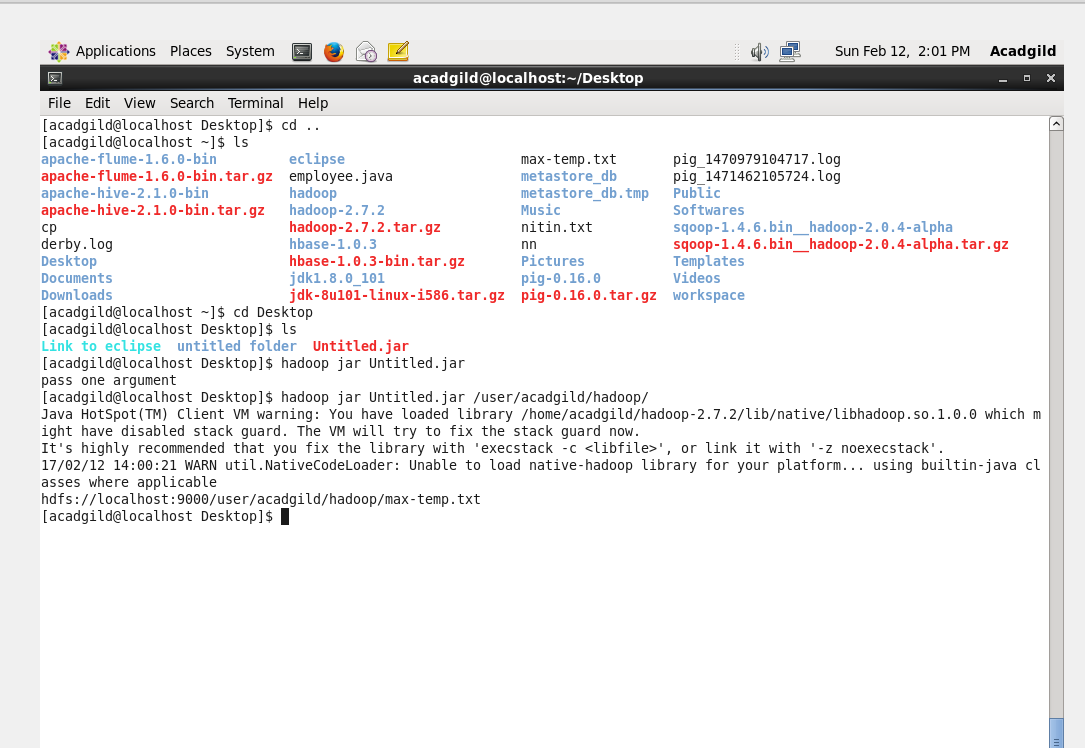 Applications Places System Sun Feb 12, 2:01 PM Acadgild
acadgild@localhost:~/Desktop
File Edit View Search Terminal Help
[acadgild@localhost Desktop]$ cd ..
[acadgild@localhost ~]$ ls
apache-flume-1.6.0-bin eclipse max-temp.txt pig_1470979104717.log
apache-flume-1.6.0-bin.tar.gz employee.java metastore_db pig_1471462105724.log
apache-hive-2.1.0-bin hadoop metastore_db.tmp Public
apache-hive-2.1.0-bin.tar.gz hadoop-2.7.2 Music Softwares
cp hadoop-2.7.2.tar.gz nitin.txt sqoop-1.4.6.bin__hadoop-2.0.4-alpha
derby.log hbase-1.0.3 nn sqoop-1.4.6.bin__hadoop-2.0.4-alpha.tar.gz
Desktop hbase-1.0.3-bin.tar.gz Pictures Templates
Documents jdk1.8.0_101 pig-0.16.0 Videos
Downloads jdk-8u101-linux-i586.tar.gz pig-0.16.0.tar.gz workspace
[acadgild@localhost ~]$ cd Desktop
[acadgild@localhost Desktop]$ ls
Link to eclipse untitled folder Untitled.jar
[acadgild@localhost Desktop]$ hadoop jar Untitled.jar
pass one argument
[acadgild@localhost Desktop]$ hadoop jar Untitled.jar /user/acadgild/hadoop/
Java HotSpot(TM) Client VM warning: You have loaded library /home/acadgild/hadoop-2.7.2/lib/native/libhadoop.so.1.0.0 which m
ight have disabled stack guard. The VM will try to fix the stack guard now.
It's highly recommended that you fix the library with 'execstack -c <libfile>', or link it with '-z noexecstack'.
17/02/12 14:00:21 WARN util.NativeCodeLoader: Unable to load native-hadoop library for your platform... using builtin-java cl
asses where applicable
hdfs://localhost:9000/user/acadgild/hadoop/max-temp.txt
[acadgild@localhost Desktop]$